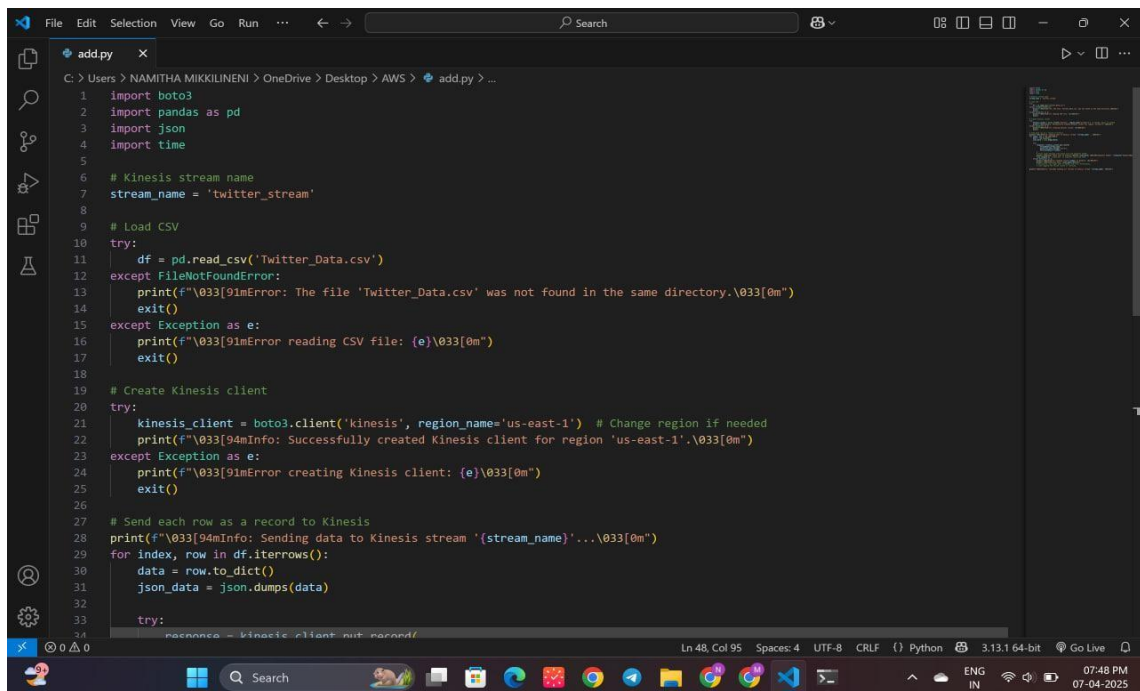 File Edit Selection View Go Run ··· Search
add.py
C: > Users > NAMITHA MIKKILINENI > OneDrive > Desktop > AWS > add.py > ...
1 import boto3
2 import pandas as pd
3 import json
4 import time
5
6 # Kinesis stream name
7 stream_name = 'twitter_stream'
8
9 # Load CSV
10 try:
11     df = pd.read_csv('Twitter_Data.csv')
12 except FileNotFoundError:
13     print(f"\033[91mError: The file 'Twitter_Data.csv' was not found in the same directory.\033[0m")
14     exit()
15 except Exception as e:
16     print(f"\033[91mError reading CSV file: {e}\033[0m")
17     exit()
18
19 # Create Kinesis client
20 try:
21     kinesis_client = boto3.client('kinesis', region_name='us-east-1')  # Change region if needed
22     print(f"\033[94mInfo: Successfully created Kinesis client for region 'us-east-1'.\033[0m")
23 except Exception as e:
24     print(f"\033[91mError creating Kinesis client: {e}\033[0m")
25     exit()
26
27 # Send each row as a record to Kinesis
28 print(f"\033[94mInfo: Sending data to Kinesis stream '{stream_name}'...\033[0m")
29 for index, row in df.iterrows():
30     data = row.to_dict()
31     json_data = json.dumps(data)
32
33     try:
34         response = kinesis_client.put_record(
0 0 Ln 48, Col 95 Spaces: 4 UTF-8 CRLF {} Python 3.13.1 64-bit Go Live
9+ Search ENG 07:48 PM
IN 07-04-2025